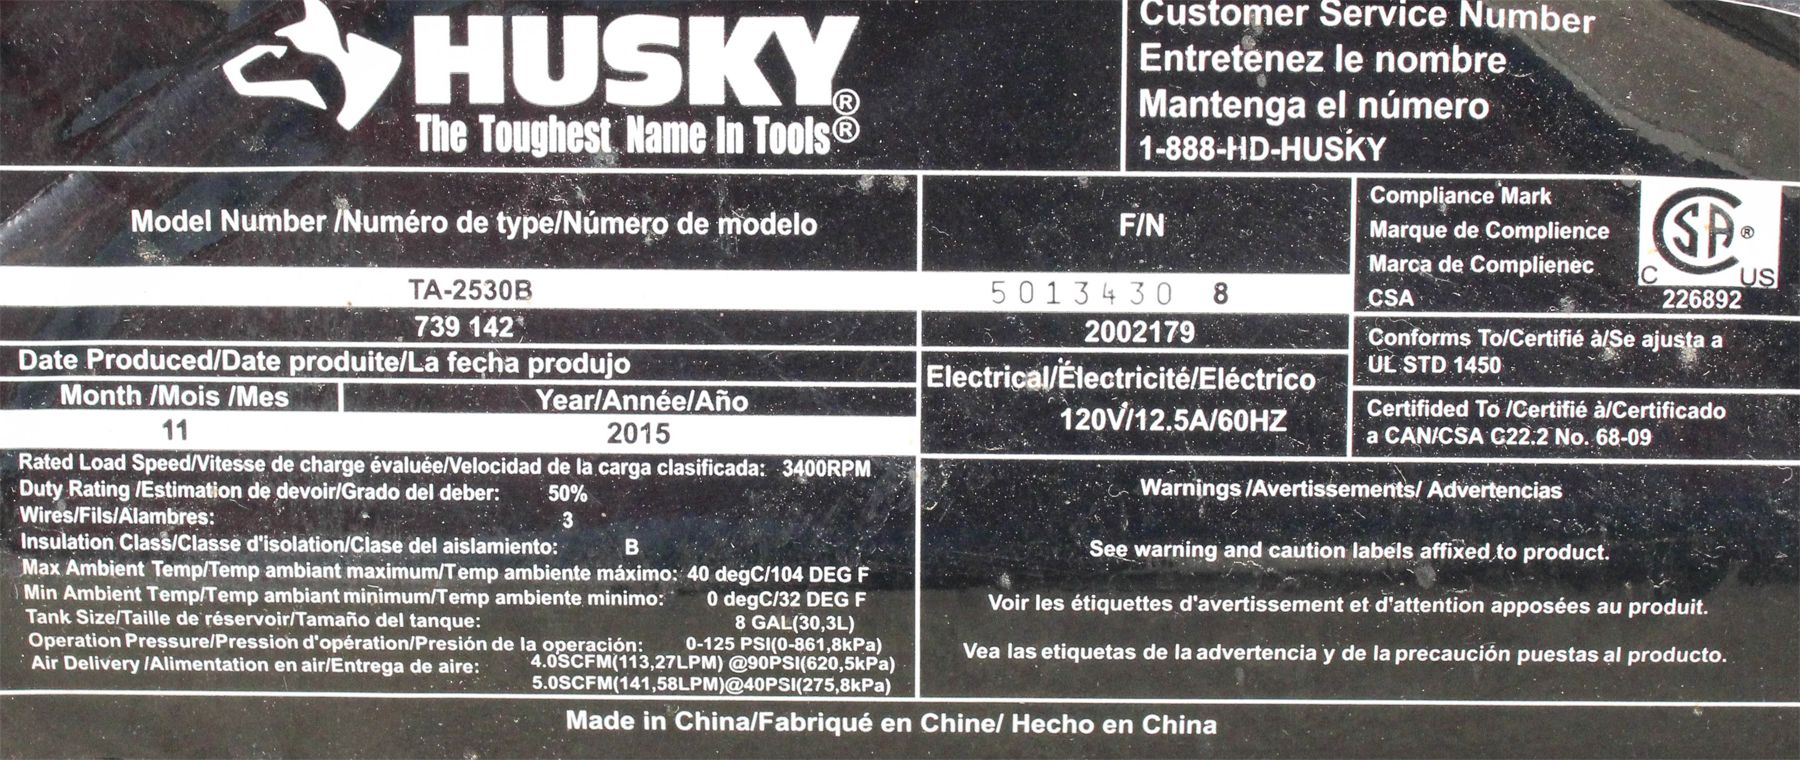 HUSKY®
The Toughest Name In Tools®
Customer Service Number
Entretenez le nombre
Mantenga el número
1-888-HD-HUSKY
Model Number /Numéro de type/Número de modelo
TA-2530B
739 142
F/N
5013430 8
2002179
Compliance Mark
Marque de Complience
Marca de Complienec
CSA
CSA ®
C US
226892
Date Produced/Date produite/La fecha produjo
Month /Mois /Mes
Year/Année/Año
11
2015
Electrical/Électricité/Eléctrico
120V/12.5A/60HZ
Conforms To/Certifié à/Se ajusta a
UL STD 1450
Certifided To /Certifié à/Certificado
a CAN/CSA C22.2 No. 68-09
Rated Load Speed/Vitesse de charge évaluée/Velocidad de la carga clasificada: 3400RPM
Duty Rating /Estimation de devoir/Grado del deber: 50%
Wires/Fils/Alambres: 3
Insulation Class/Classe d'isolation/Clase del aislamiento: B
Max Ambient Temp/Temp ambiant maximum/Temp ambiente máximo: 40 degC/104 DEG F
Min Ambient Temp/Temp ambiant minimum/Temp ambiente minimo: 0 degC/32 DEG F
Tank Size/Taille de réservoir/Tamaño del tanque: 8 GAL(30,3L)
Operation Pressure/Pression d'opération/Presión de la operación: 0-125 PSI(0-861,8kPa)
Air Delivery /Alimentation en air/Entrega de aire: 4.0SCFM(113,27LPM) @90PSI(620,5kPa)
5.0SCFM(141,58LPM)@40PSI(275,8kPa)
Warnings /Avertissements/ Advertencias
See warning and caution labels affixed to product.
Voir les étiquettes d'avertissement et d'attention apposées au produit.
Vea las etiquetas de la advertencia y de la precaución puestas al producto.
Made in China/Fabriqué en Chine/ Hecho en China